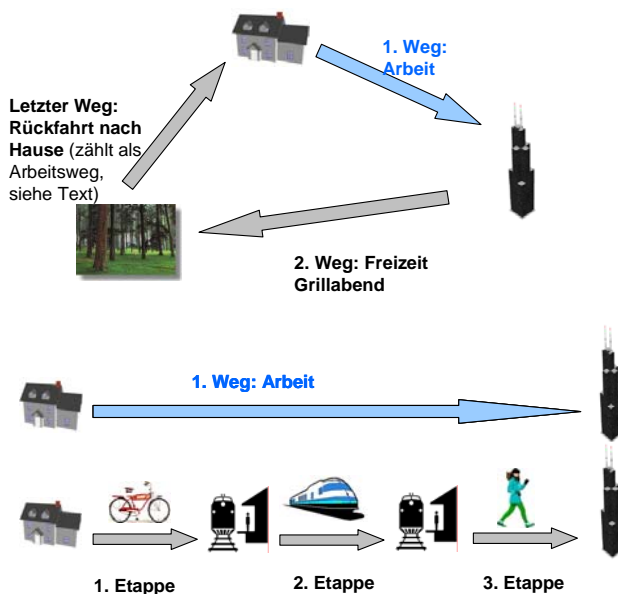 1. Weg:
Arbeit
Letzter Weg:
Rückfahrt nach
Hause (zählt als
Arbeitsweg,
siehe Text)
2. Weg: Freizeit
Grillabend
1. Weg: Arbeit
1. Etappe
2. Etappe
3. Etappe